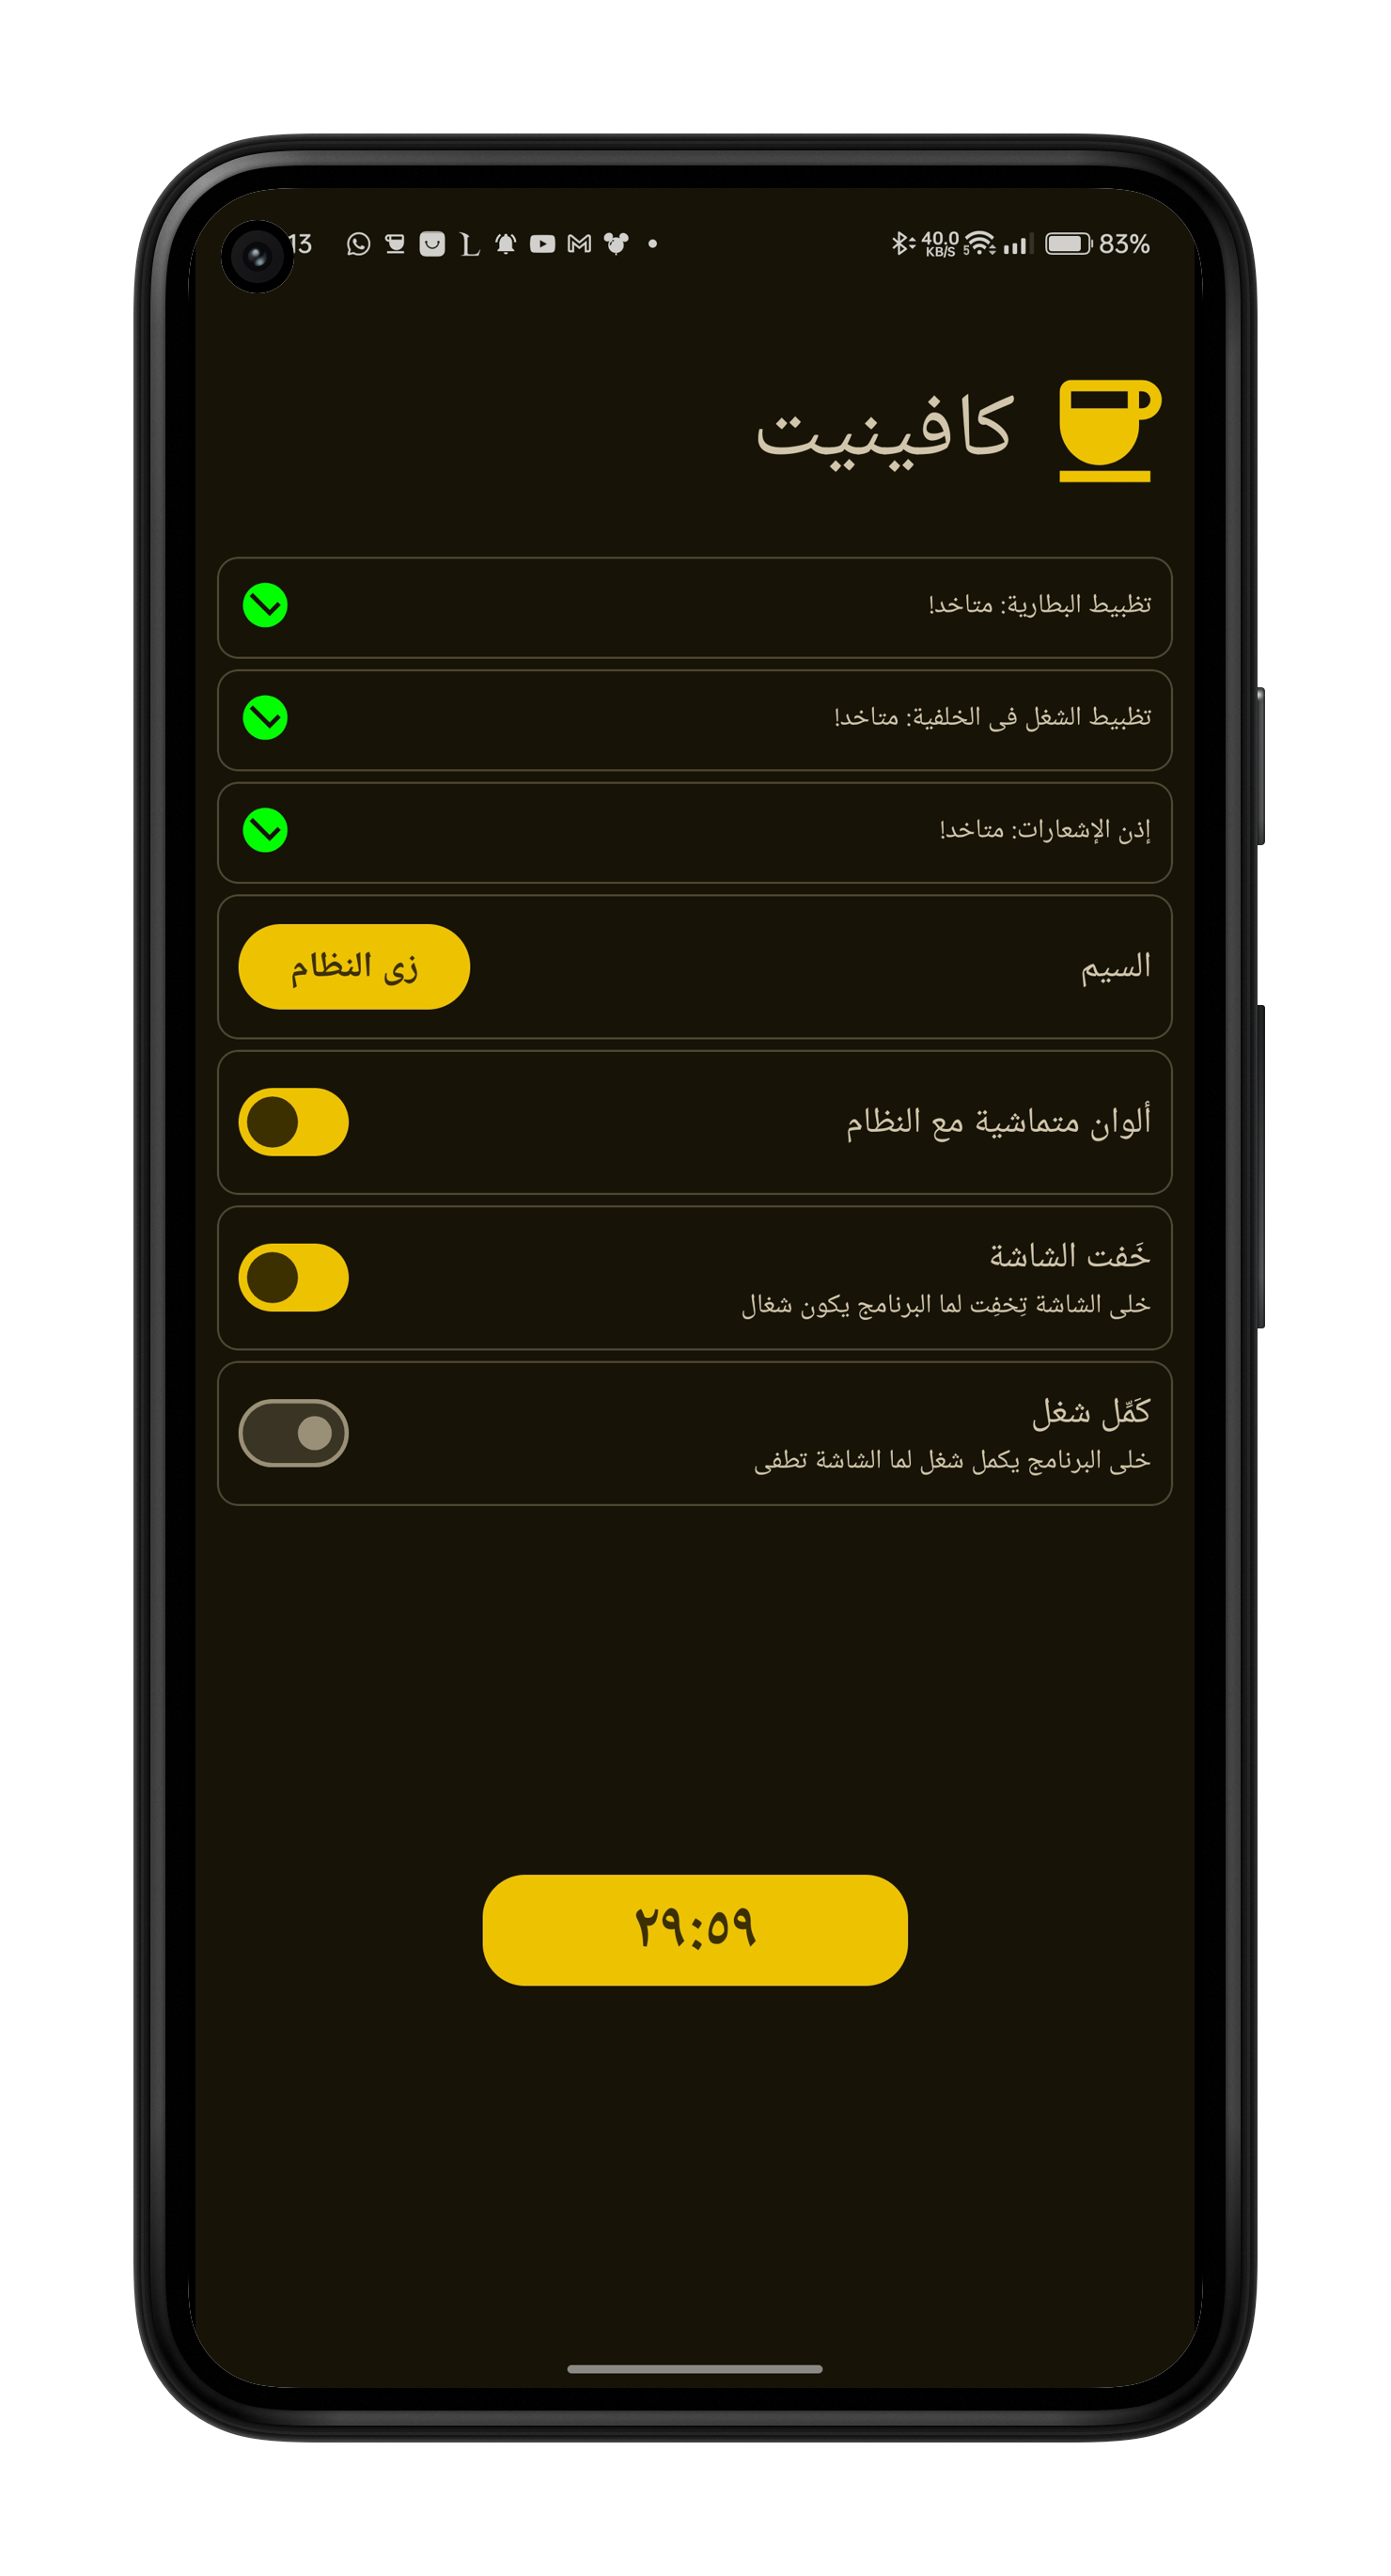 13
40.0
KB/S
5
83%
كافينيت
تظبيط البطارية: متاخد!
تظبيط الشغل فى الخلفية: متاخد!
إذن الإشعارات: متاخد!
السيم
زى النظام
ألوان متماشية مع النظام
خَفت الشاشة
خلى الشاشة تِخفِت لما البرنامج يكون شغال
كَمِّل شغل
خلى البرنامج يكمل شغل لما الشاشة تطفى
٢٩:٥٩